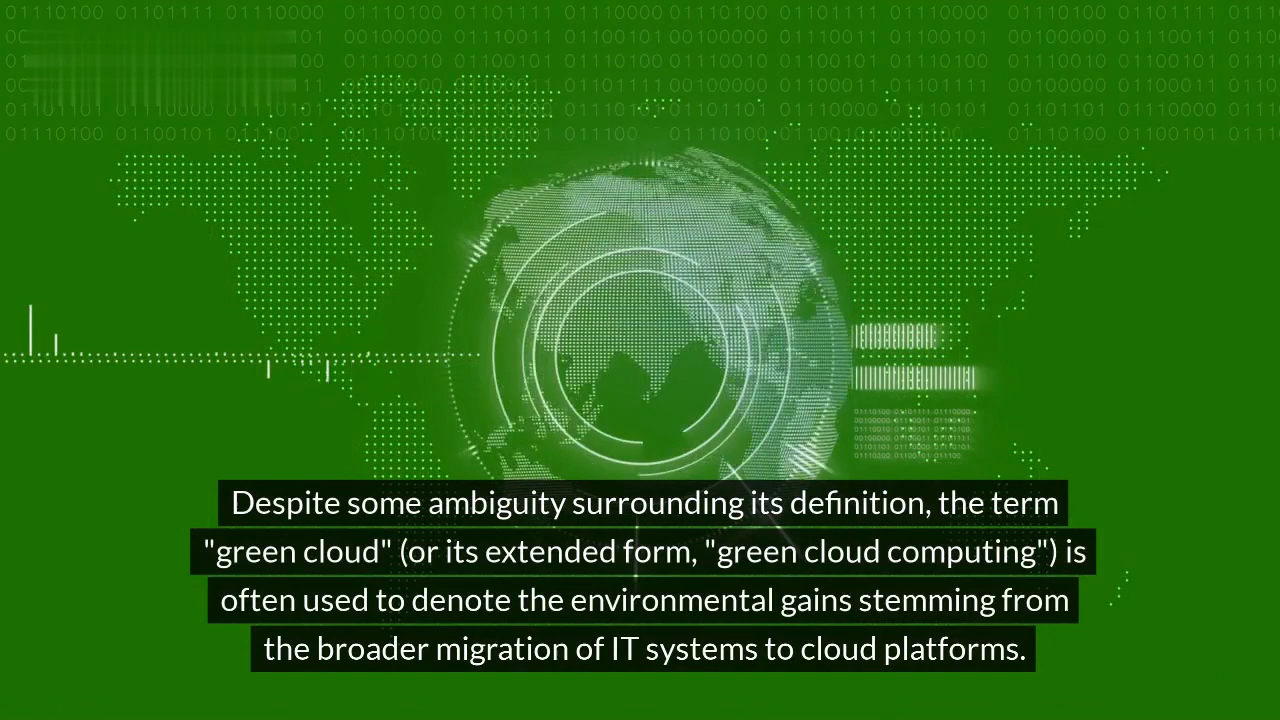 Despite some ambiguity surrounding its definition, the term
"green cloud" (or its extended form, "green cloud computing") is
often used to denote the environmental gains stemming from
the broader migration of IT systems to cloud platforms.